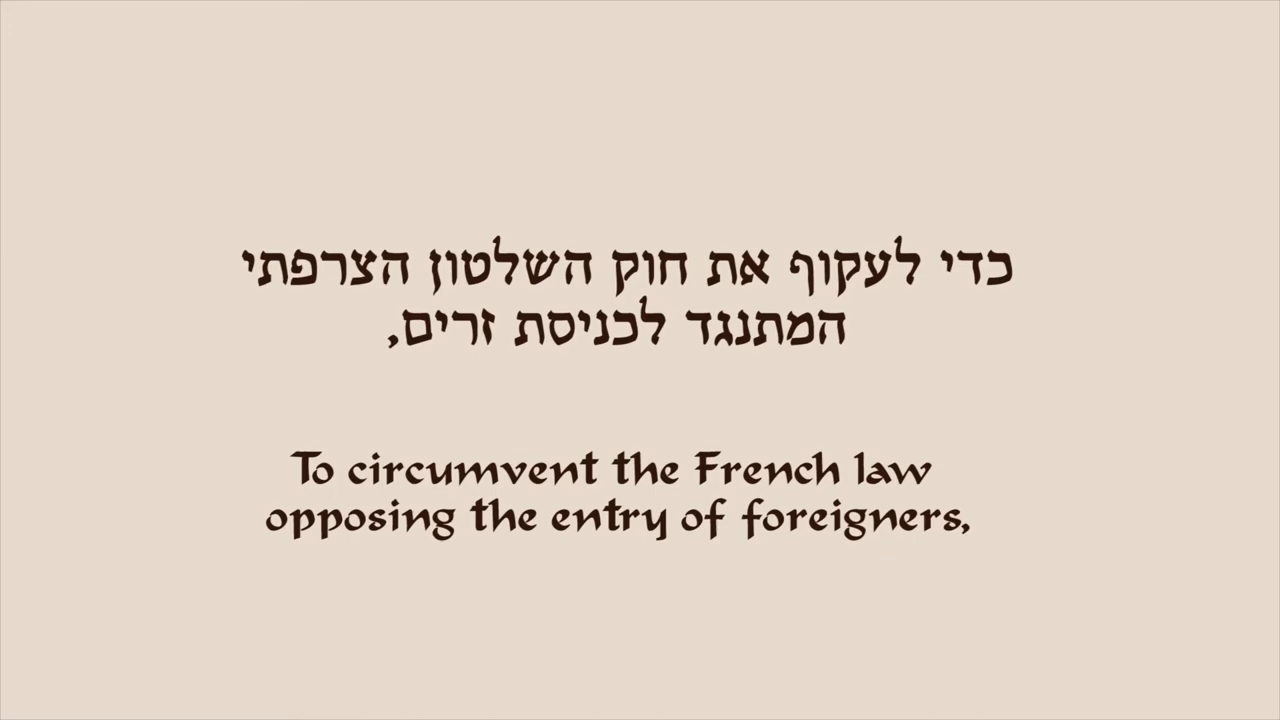 כדי לעקוף את חוק השלטון הצרפתי
המתנגד לכניסת זרים,
To circumvent the French law
opposing the entry of foreigners,